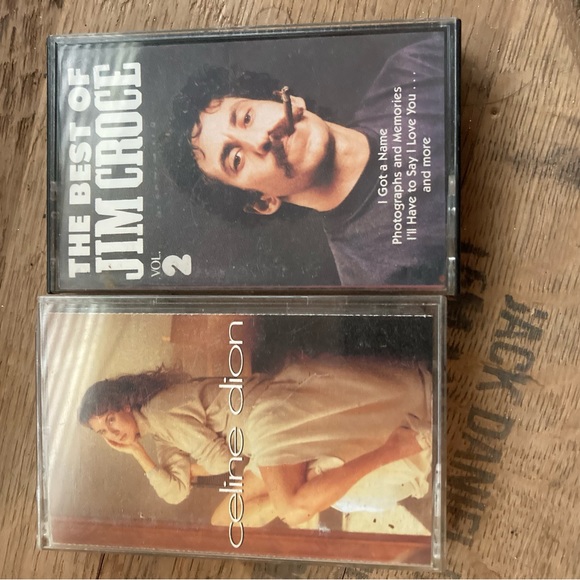 THE BEST OF
JIM CROCE
VOL.
2
I Got a Name
Photographs and Memories
I'll Have to Say I Love You . . .
and more
celine dion
JACK DANIEL